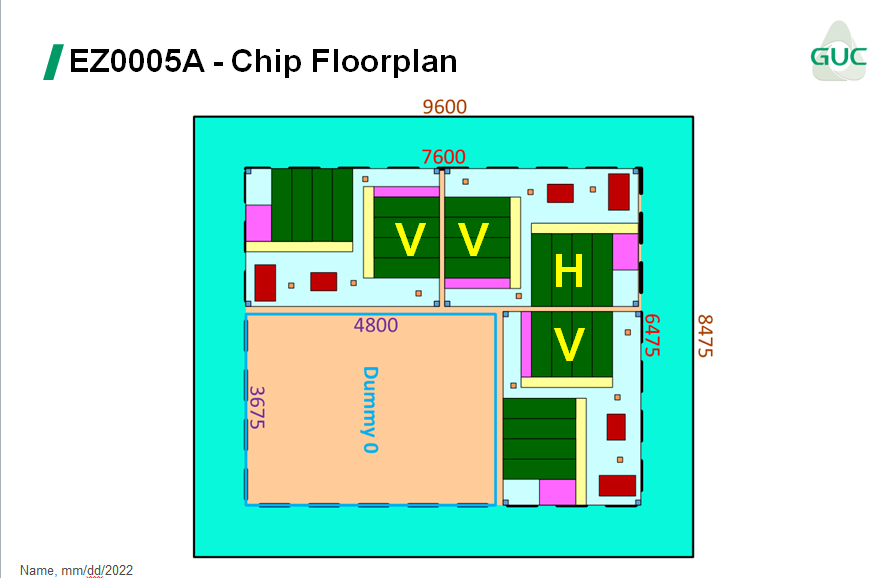 EZ0005A - Chip Floorplan
GUC
9600
7600
V
V
H
V
4800
3675
Dummy 0
6475
8475
Name, mm/dd/2022